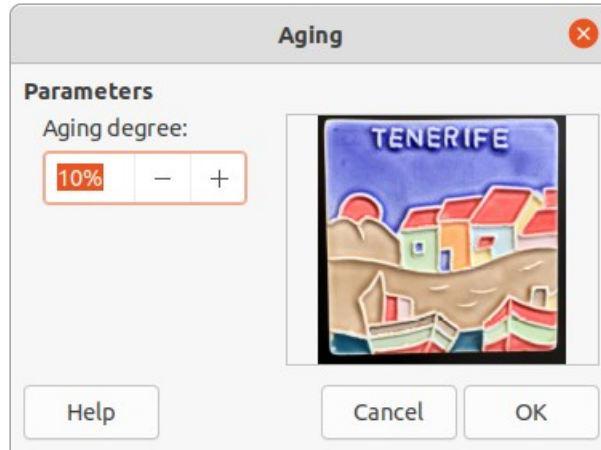 Aging
Parameters
Aging degree:
10%
TENERIFE
Help
Cancel
OK